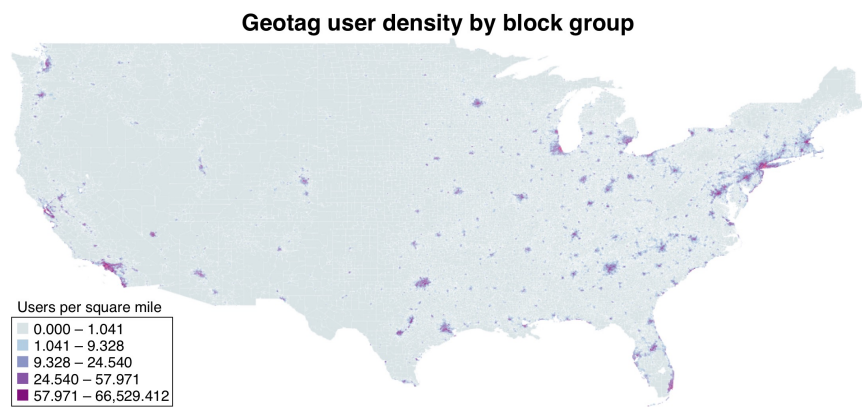 Geotag user density by block group
Users per square mile
0.000 – 1.041
1.041 – 9.328
9.328 – 24.540
24.540 – 57.971
57.971 – 66,529.412